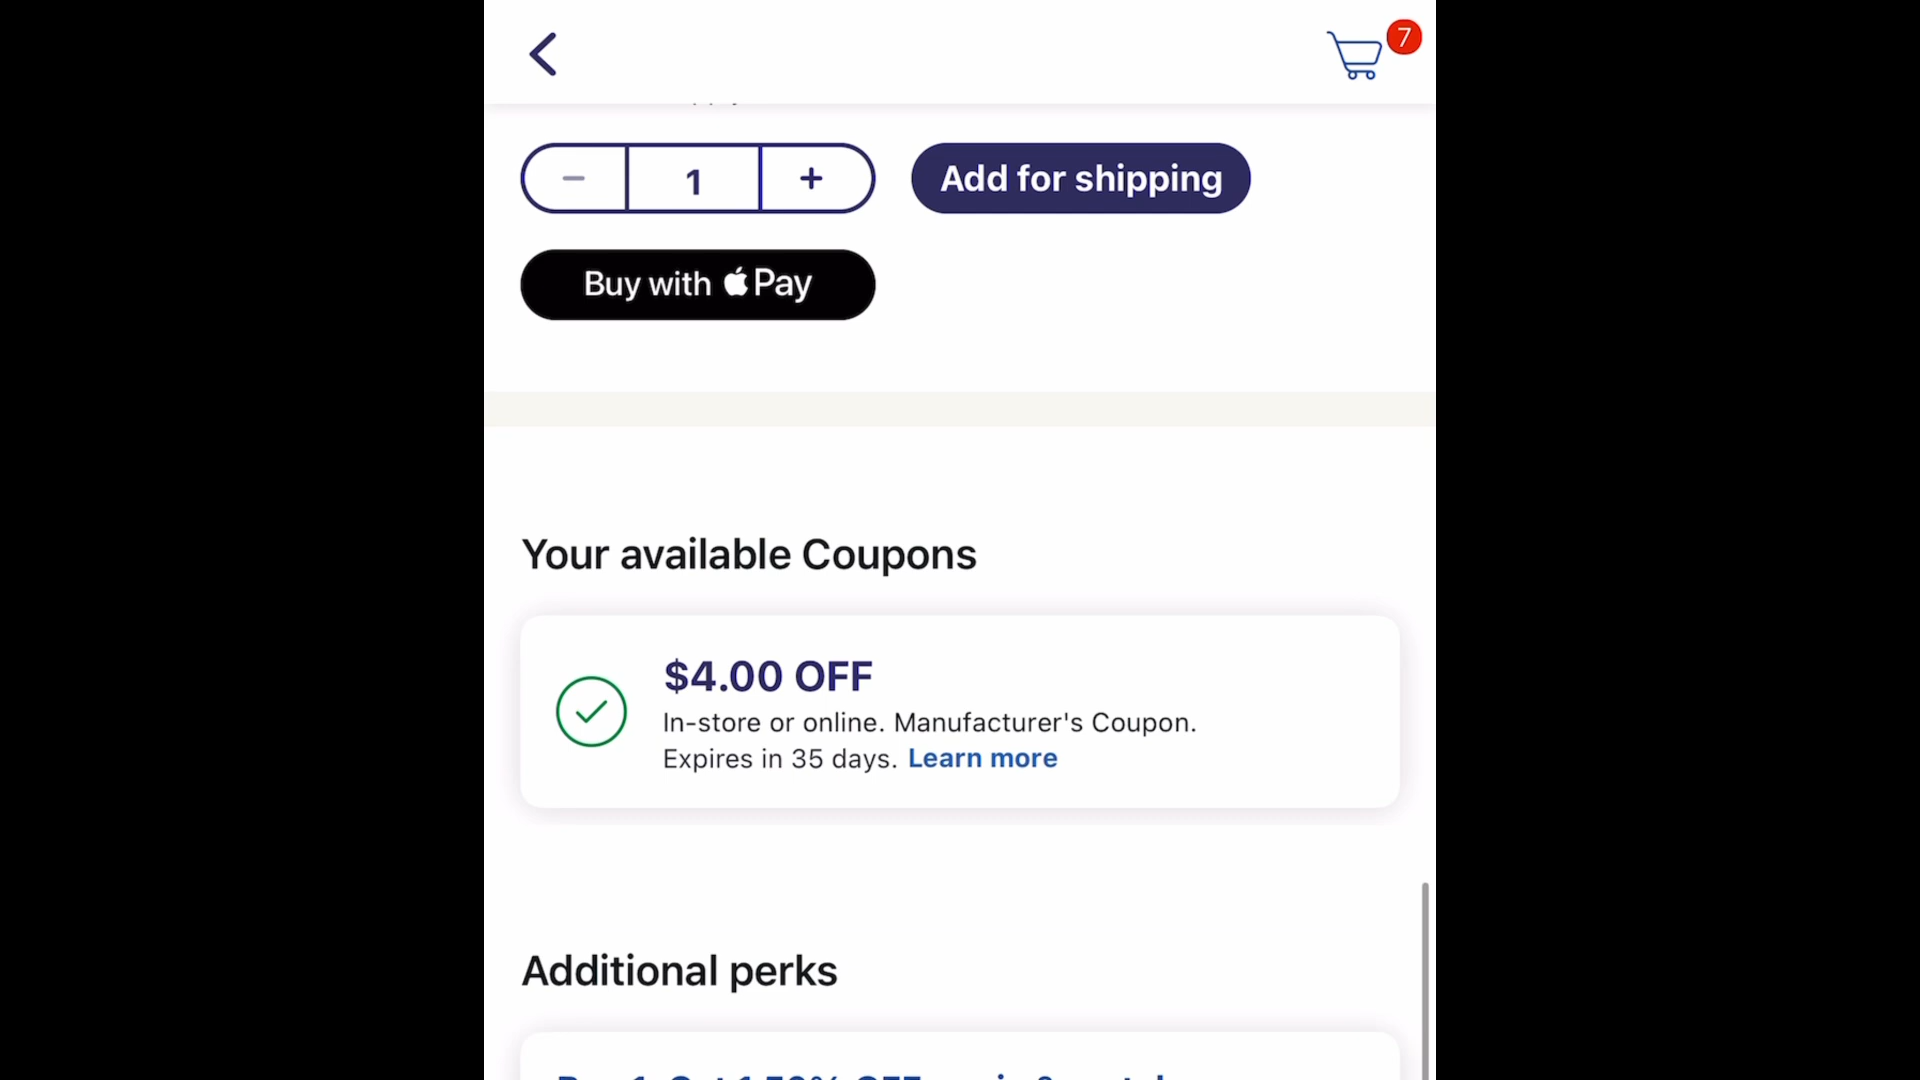 7
1
Add for shipping
Buy with Pay
Your available Coupons
$4.00 OFF
In-store or online. Manufacturer's Coupon.
Expires in 35 days. Learn more
Additional perks